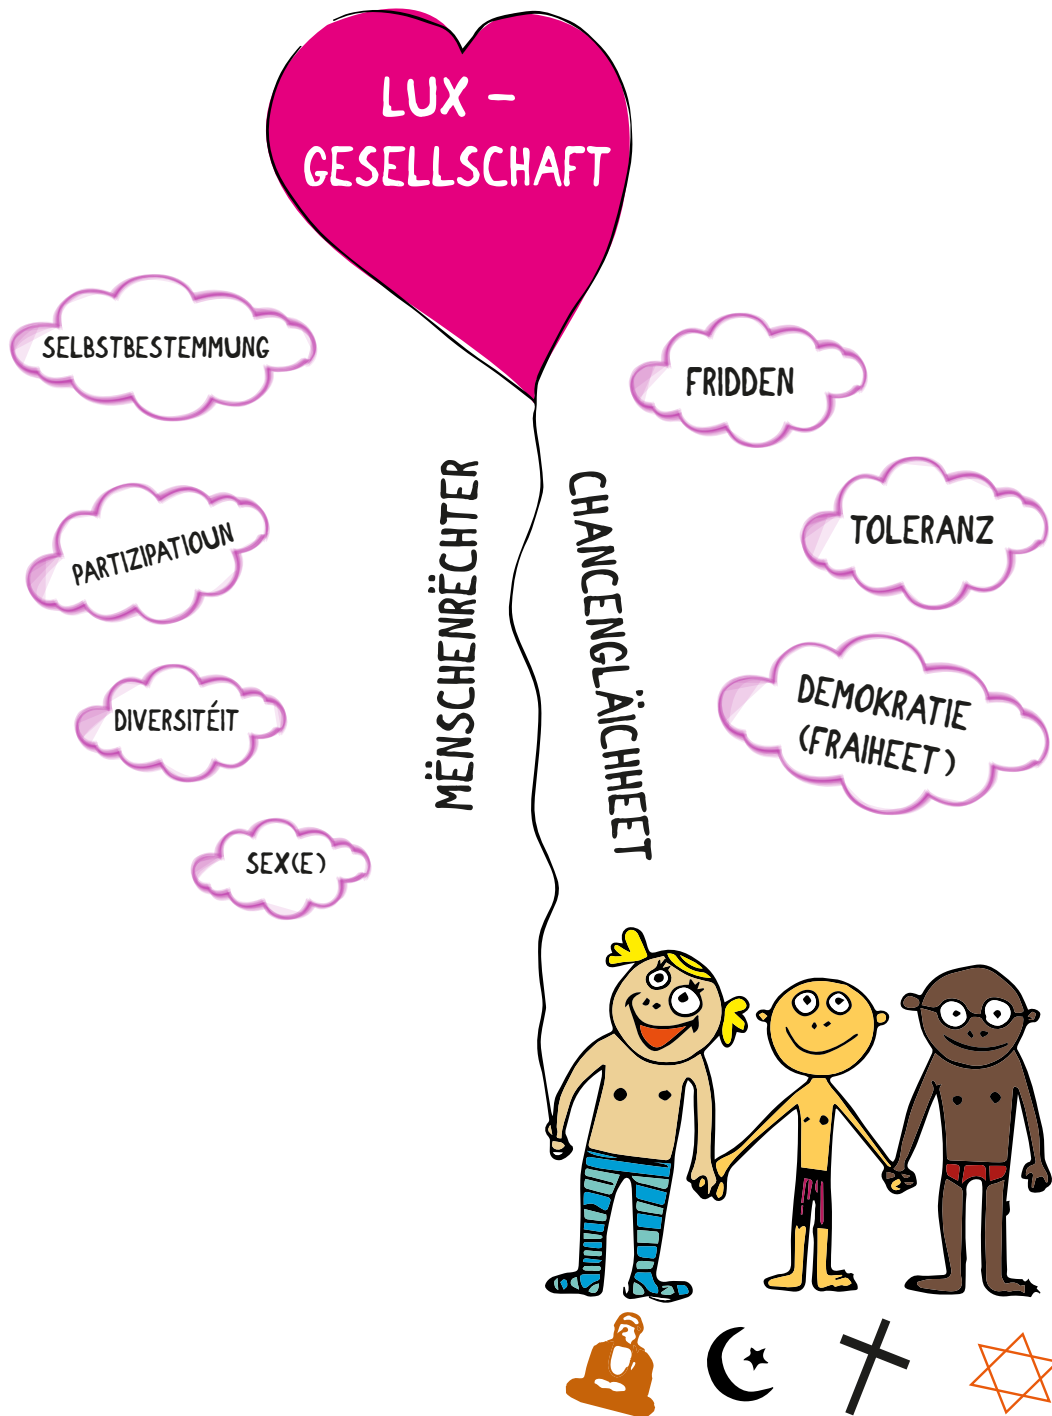 LUX -
GESELLSCHAFT
SELBSTBESTEMMUNG
FRIDDEN
PARTIZIPATIOUN
TOLERANZ
MËNSCHENRËCHTER
CHANCENGLÄICHHEET
DIVERSITÉIT
DEMOKRATIE
(FRAIHEET)
SEX(E)